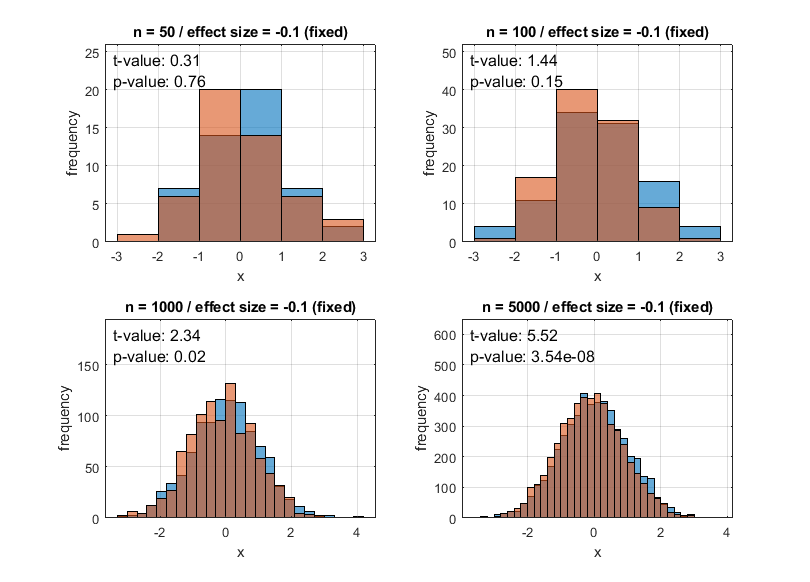 n = 50 / effect size = -0.1 (fixed)
t-value: 0.31
p-value: 0.76
25
20
15
10
5
0
frequency
-3 -2 -1 0 1 2 3
x
n = 100 / effect size = -0.1 (fixed)
t-value: 1.44
p-value: 0.15
50
40
30
20
10
0
frequency
-3 -2 -1 0 1 2 3
x
n = 1000 / effect size = -0.1 (fixed)
t-value: 2.34
p-value: 0.02
150
100
50
0
frequency
-2 0 2 4
x
n = 5000 / effect size = -0.1 (fixed)
t-value: 5.52
p-value: 3.54e-08
600
500
400
300
200
100
0
frequency
-2 0 2 4
x